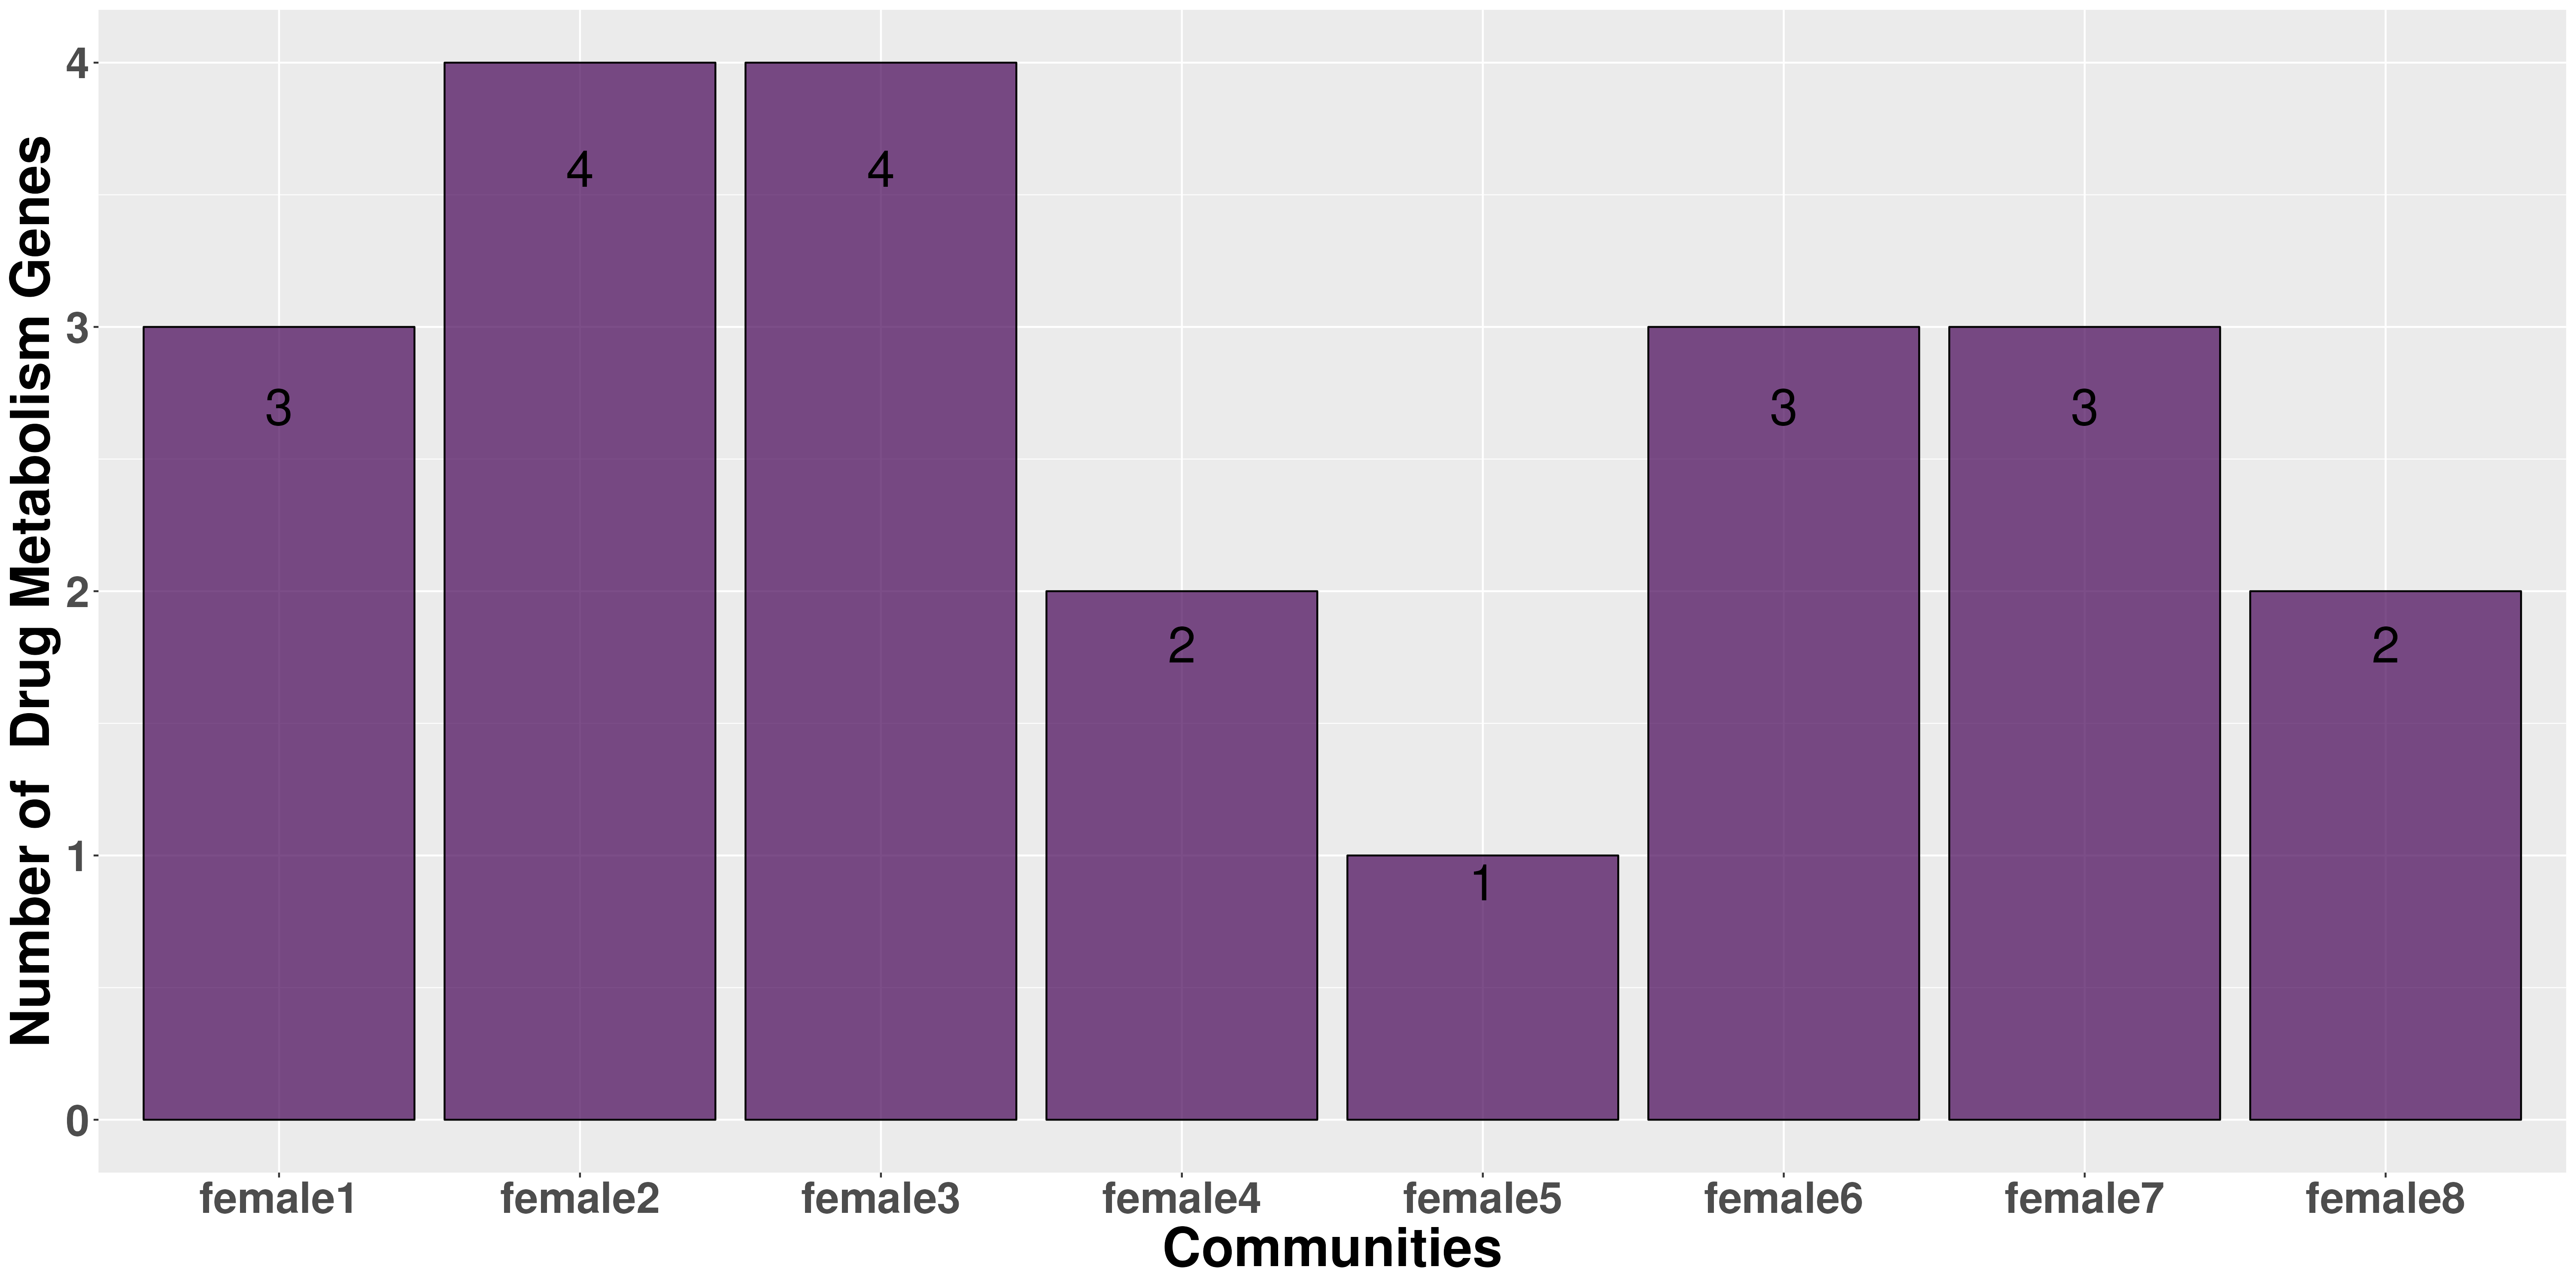 Number of  Drug Metabolism Genes
4
3
2
1
0
3
4
4
2
1
3
3
2
female1
female2
female3
female4
female5
female6
female7
female8
Communities